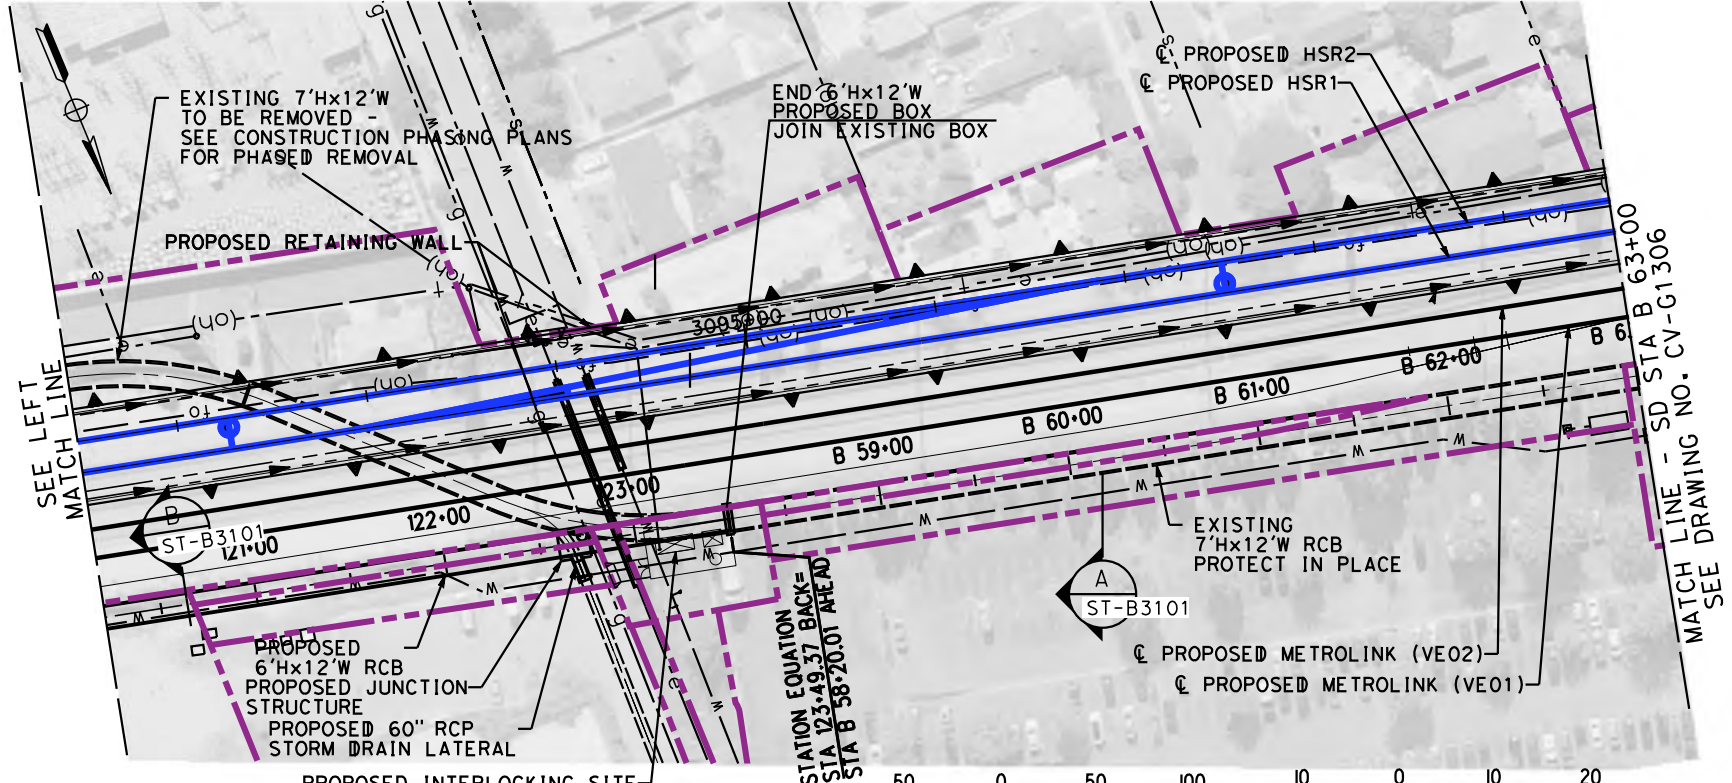 EXISTING 7'H×12'W
TO BE REMOVED -
SEE CONSTRUCTION PHASING PLANS
FOR PHASED REMOVAL
END 6'H×12'W
PROPOSED BOX
JOIN EXISTING BOX
℄ PROPOSED HSR2
℄ PROPOSED HSR1
PROPOSED RETAINING WALL
SEE LEFT
MATCH LINE
B
ST-B3101
121+00
122+00
123+00
B 59+00
B 60+00
B 61+00
B 62+00
MATCH LINE - SD STA B 63+00
SEE DRAWING NO. CV-G1306
EXISTING
7'H×12'W RCB
PROTECT IN PLACE
A
ST-B3101
PROPOSED
6'H×12'W RCB
PROPOSED JUNCTION
STRUCTURE
PROPOSED 60" RCP
STORM DRAIN LATERAL
PROPOSED INTERLOCKING SITE
STATION EQUATION
STA 123+49.37 BACK=
STA B 58+20.01 AHEAD
℄ PROPOSED METROLINK (VE02)
℄ PROPOSED METROLINK (VE01)
50 0 50 100 10 0 10 20